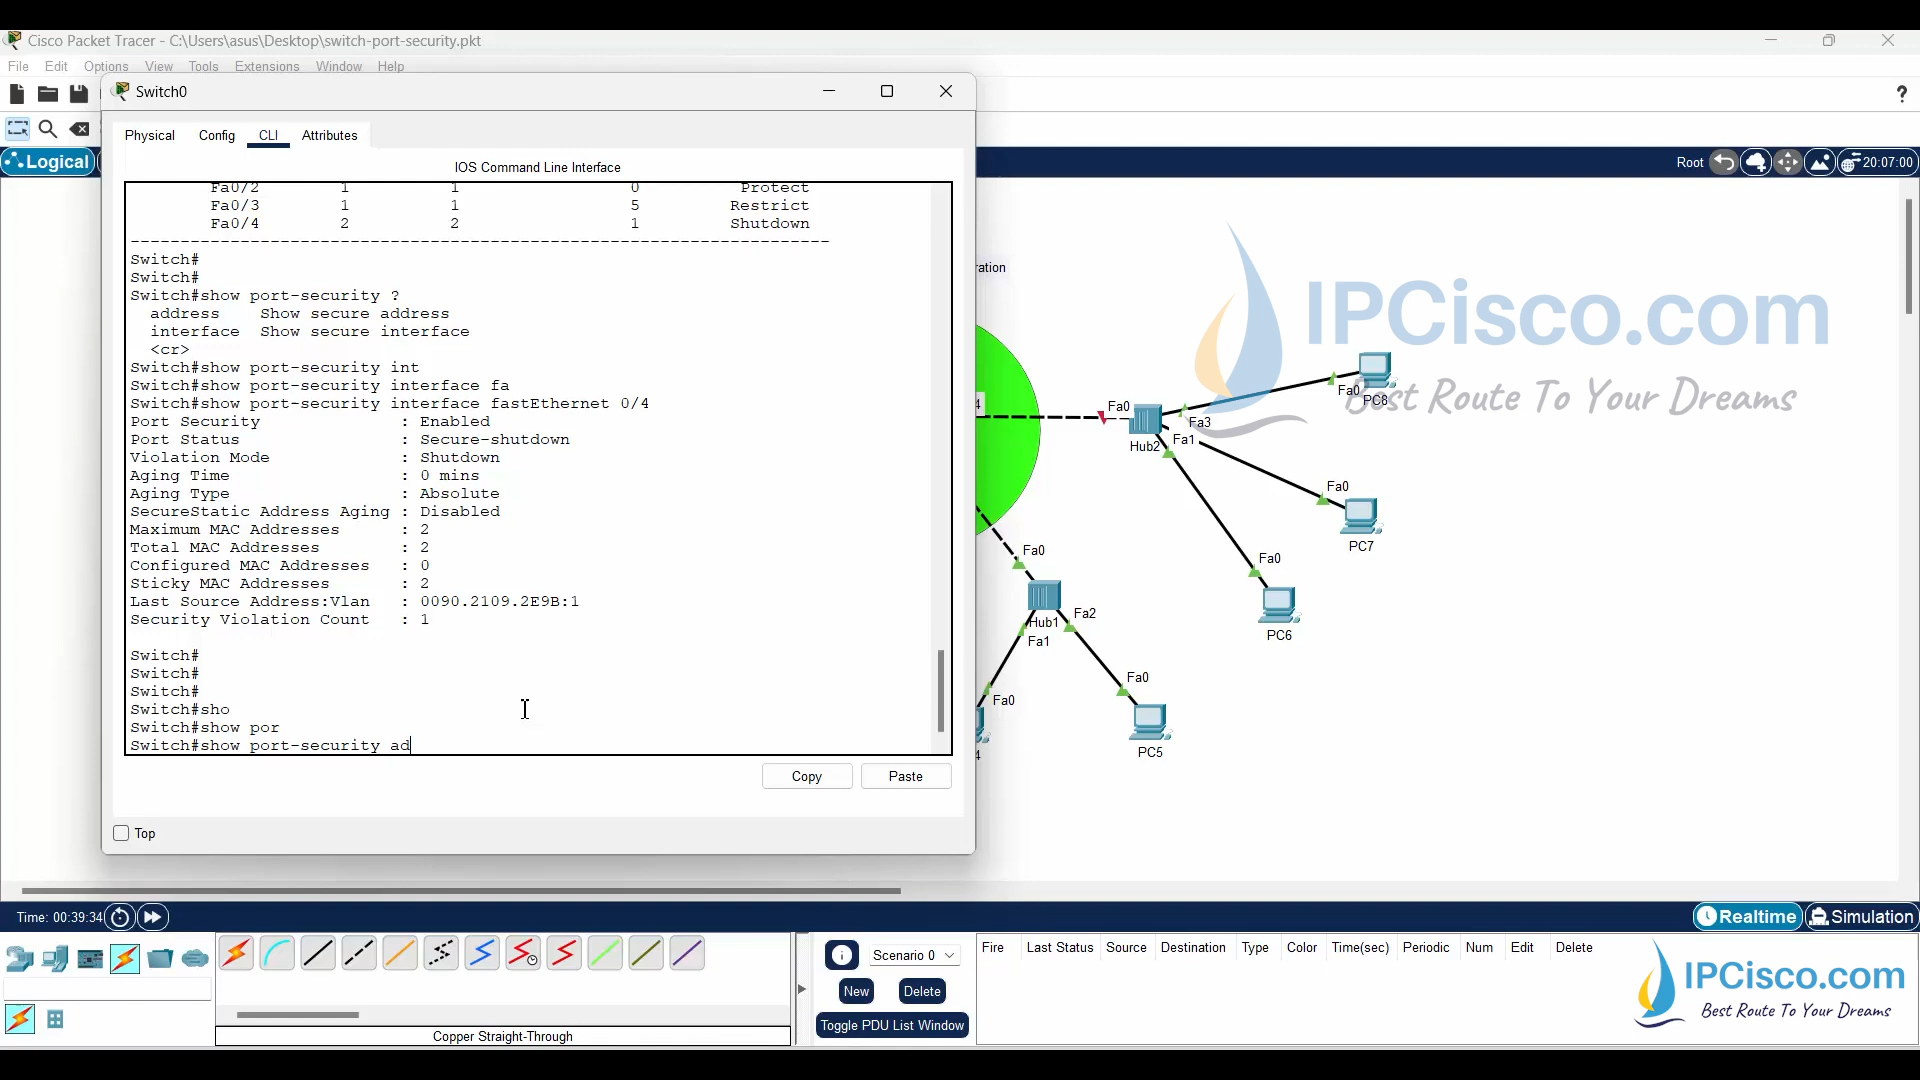 Cisco Packet Tracer - C:\Users\asus\Desktop\switch-port-security.pkt
File Edit Options View Tools Extensions Window Help
Switch0
Physical Config CLI Attributes
IOS Command Line Interface
Logical
Root 20:07:00
Fa0/2 1 1 0 Protect
Fa0/3 1 1 5 Restrict
Fa0/4 2 2 1 Shutdown
--------------------------------------------------------------------
Switch#
Switch#
Switch#show port-security ?
address Show secure address
interface Show secure interface
<cr>
Switch#show port-security int
Switch#show port-security interface fa
Switch#show port-security interface fastEthernet 0/4
Port Security : Enabled
Port Status : Secure-shutdown
Violation Mode : Shutdown
Aging Time : 0 mins
Aging Type : Absolute
SecureStatic Address Aging : Disabled
Maximum MAC Addresses : 2
Total MAC Addresses : 2
Configured MAC Addresses : 0
Sticky MAC Addresses : 2
Last Source Address:Vlan : 0090.2109.2E9B:1
Security Violation Count : 1
Switch#
Switch#
Switch#
Switch#sho
Switch#show por
Switch#show port-security ad
Copy Paste
Top
ration
IPCisco.com
Best Route To Your Dreams
4
Fa0
Hub2
Fa3
Fa1
Fa0
PC8
Fa0
PC7
Fa0
PC6
Fa0
Hub1
Fa1
Fa2
Fa0
PC5
Fa0
4
Time: 00:39:34
Realtime Simulation
Scenario 0
New Delete
Toggle PDU List Window
Fire Last Status Source Destination Type Color Time(sec) Periodic Num Edit Delete
Copper Straight-Through
IPCisco.com
Best Route To Your Dreams